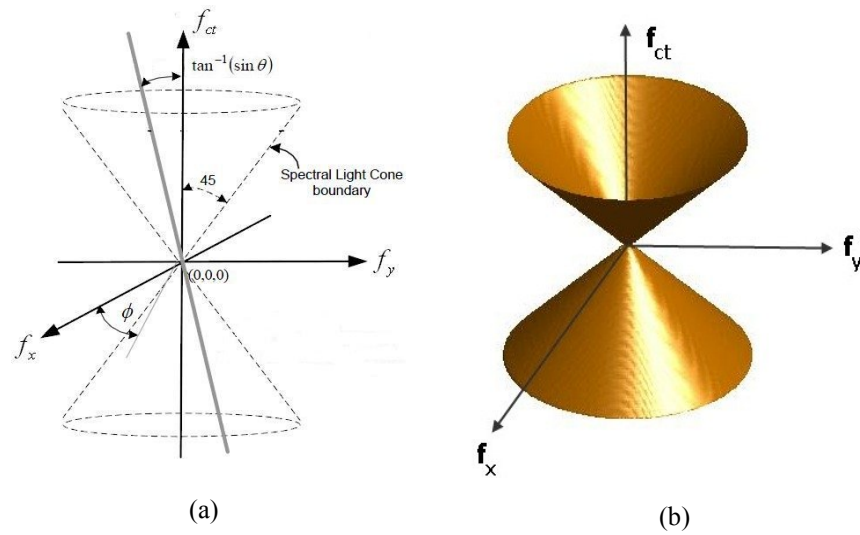 f_ct
tan⁻¹(sin θ)
45
Spectral Light Cone
boundary
f_y
(0,0,0)
ϕ
f_x
(a)
f_ct
f_y
f_x
(b)